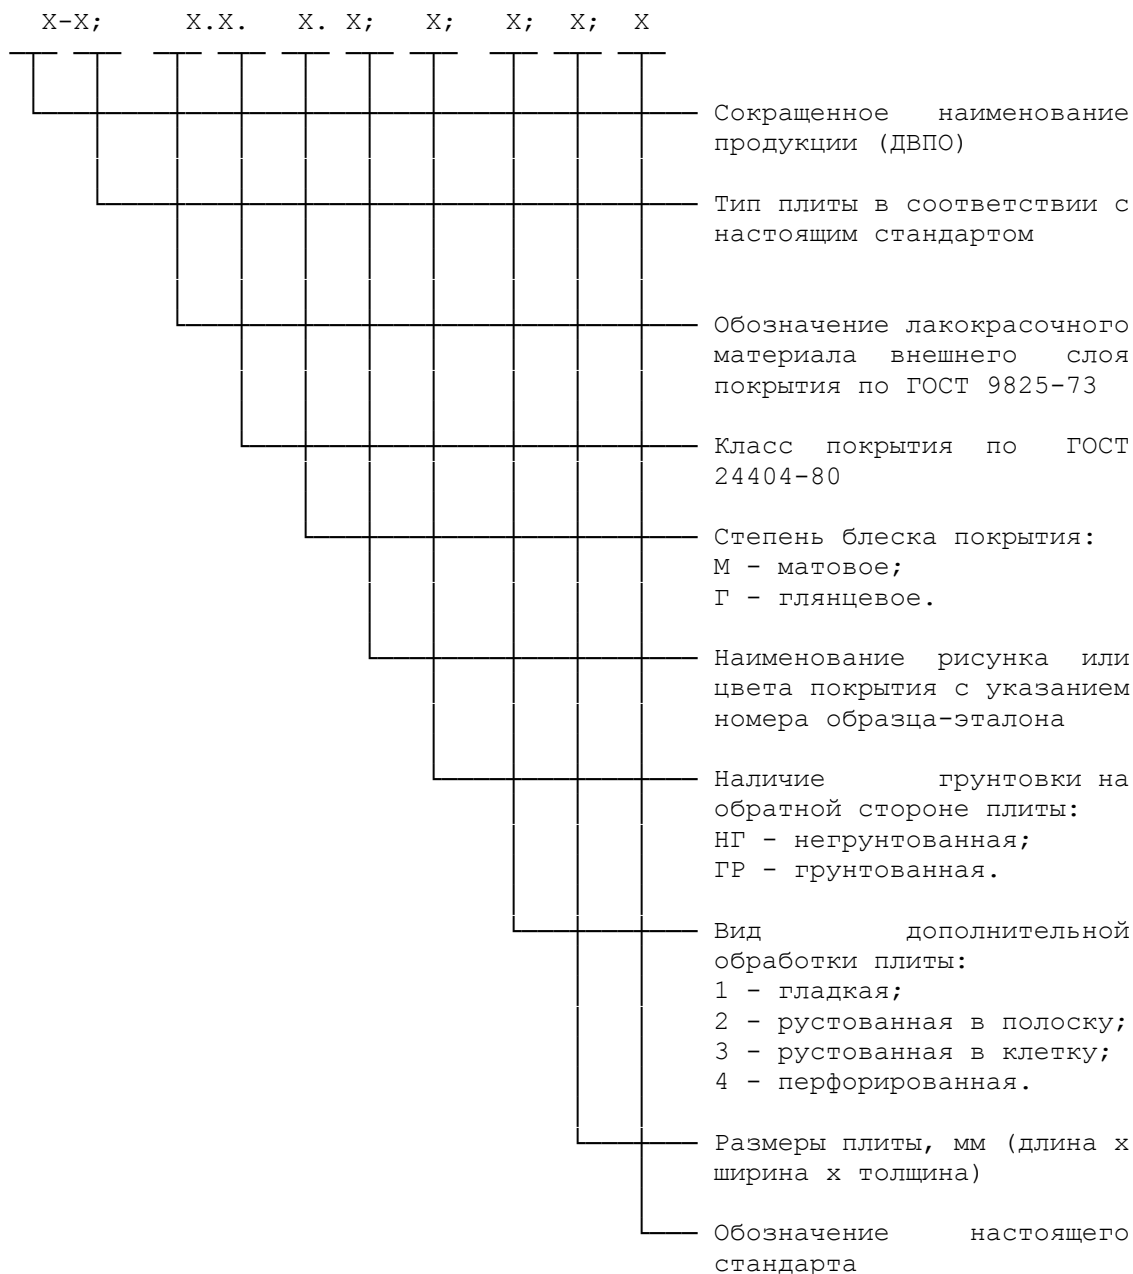 Х-Х; Х.Х. Х. Х; Х; Х; Х; Х
Сокращенное наименование
продукции (ДВПО)
Тип плиты в соответствии с
настоящим стандартом
Обозначение лакокрасочного
материала внешнего слоя
покрытия по ГОСТ 9825-73
Класс покрытия по ГОСТ
24404-80
Степень блеска покрытия:
М - матовое;
Г - глянцевое.
Наименование рисунка или
цвета покрытия с указанием
номера образца-эталона
Наличие грунтовки на
обратной стороне плиты:
НГ - негрунтованная;
ГР - грунтованная.
Вид дополнительной
обработки плиты:
1 - гладкая;
2 - рустованная в полоску;
3 - рустованная в клетку;
4 - перфорированная.
Размеры плиты, мм (длина х
ширина х толщина)
Обозначение настоящего
стандарта